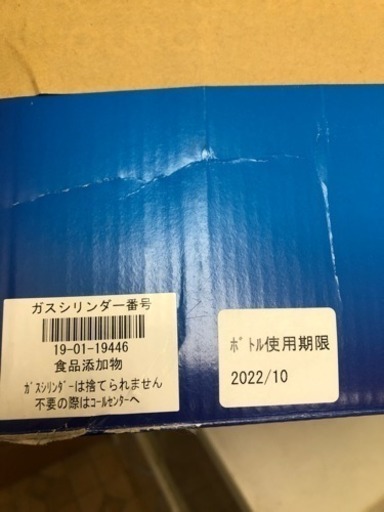 ガスシリンダー番号
19-01-19446
食品添加物
ｶﾞｽｼﾘﾝﾀﾞｰは捨てられません
不要の際はｺｰﾙｾﾝﾀｰへ
ﾎﾞﾄﾙ使用期限
2022/10